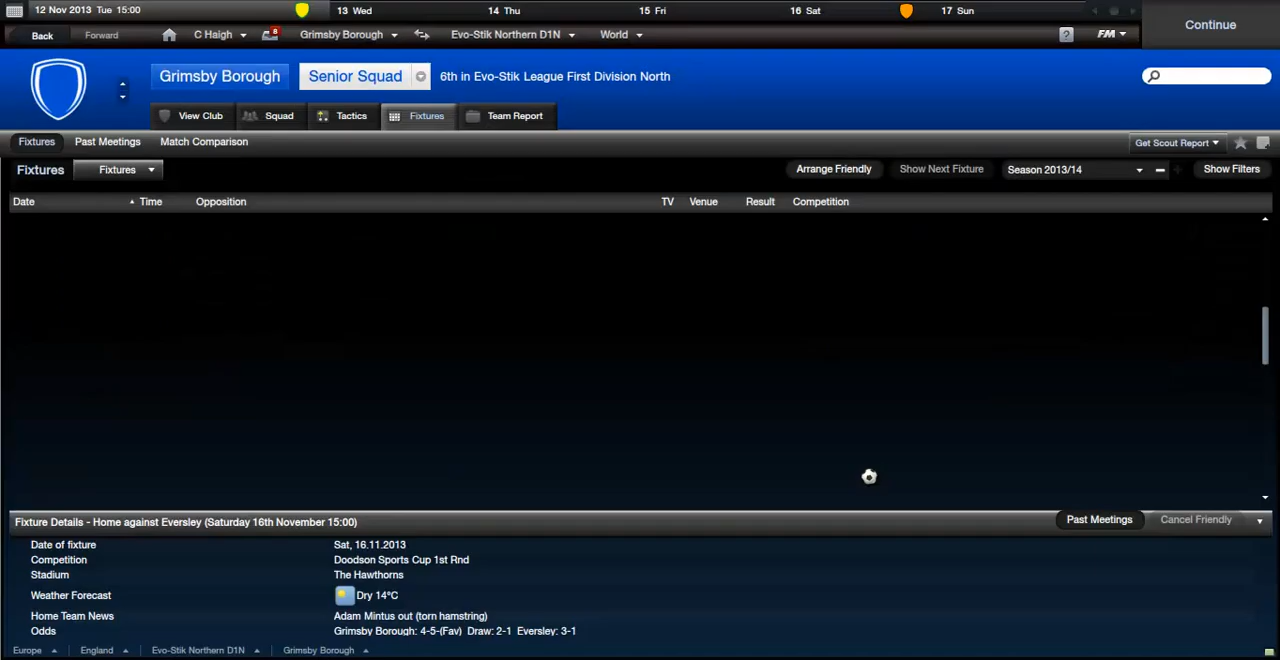 12 Nov 2013 Tue 15:00 13 Wed 14 Thu 15 Fri 16 Sat 17 Sun
Continue
Back Forward C Haigh 8 Grimsby Borough Evo-Stik Northern D1N World ? FM
Grimsby Borough Senior Squad 6th in Evo-Stik League First Division North
View Club Squad Tactics Fixtures Team Report
Fixtures Past Meetings Match Comparison Get Scout Report
Fixtures Fixtures Arrange Friendly Show Next Fixture Season 2013/14 Show Filters
Date Time Opposition TV Venue Result Competition
Fixture Details - Home against Eversley (Saturday 16th November 15:00) Past Meetings Cancel Friendly
Date of fixture Sat, 16.11.2013
Competition Doodson Sports Cup 1st Rnd
Stadium The Hawthorns
Weather Forecast Dry 14°C
Home Team News Adam Mintus out (torn hamstring)
Odds Grimsby Borough: 4-5-(Fav) Draw: 2-1 Eversley: 3-1
Europe England Evo-Stik Northern D1N Grimsby Borough